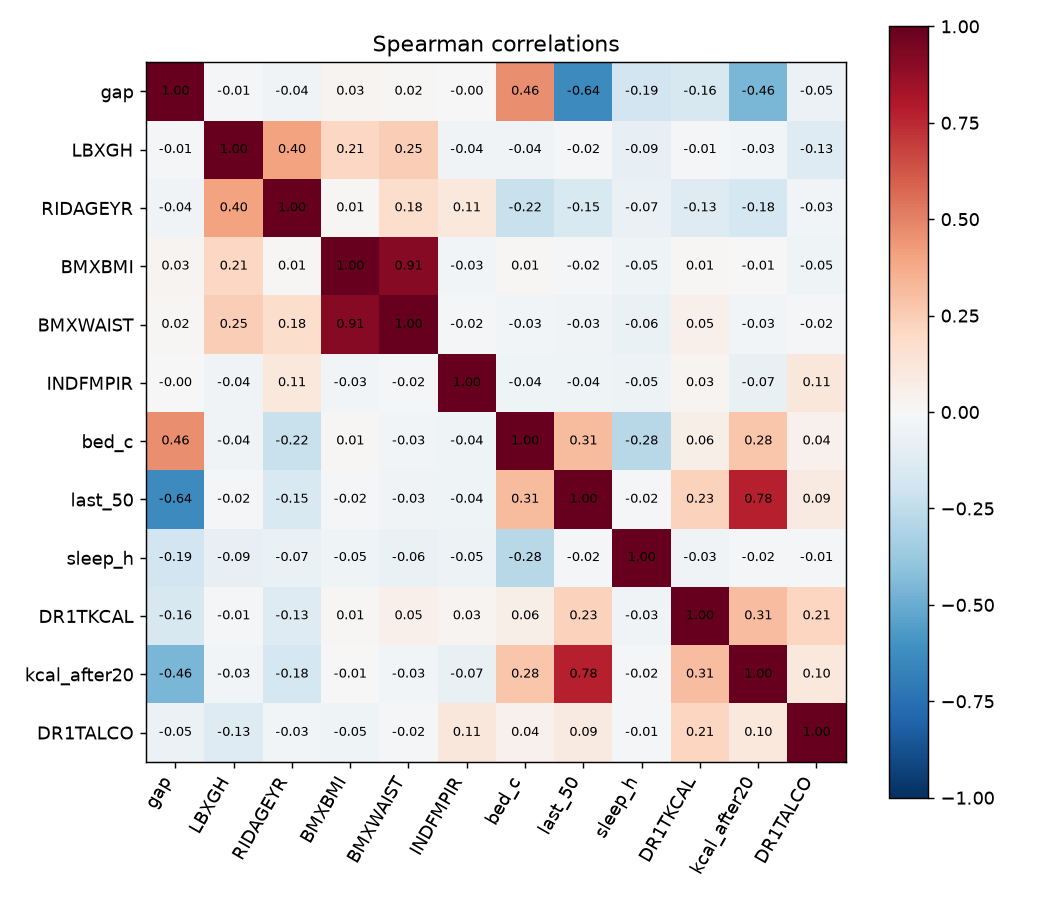 Spearman correlations
gap 1.00 -0.01 -0.04 0.03 0.02 -0.00 0.46 -0.64 -0.19 -0.16 -0.46 -0.05
LBXGH -0.01 1.00 0.40 0.21 0.25 -0.04 -0.04 -0.02 -0.09 -0.01 -0.03 -0.13
RIDAGEYR -0.04 0.40 1.00 0.01 0.18 0.11 -0.22 -0.15 -0.07 -0.13 -0.18 -0.03
BMXBMI 0.03 0.21 0.01 1.00 0.91 -0.03 0.01 -0.02 -0.05 0.01 -0.01 -0.05
BMXWAIST 0.02 0.25 0.18 0.91 1.00 -0.02 -0.03 -0.03 -0.06 0.05 -0.03 -0.02
INDFMPIR -0.00 -0.04 0.11 -0.03 -0.02 1.00 -0.04 -0.04 -0.05 0.03 -0.07 0.11
bed_c 0.46 -0.04 -0.22 0.01 -0.03 -0.04 1.00 0.31 -0.28 0.06 0.28 0.04
last_50 -0.64 -0.02 -0.15 -0.02 -0.03 -0.04 0.31 1.00 -0.02 0.23 0.78 0.09
sleep_h -0.19 -0.09 -0.07 -0.05 -0.06 -0.05 -0.28 -0.02 1.00 -0.03 -0.02 -0.01
DR1TKCAL -0.16 -0.01 -0.13 0.01 0.05 0.03 0.06 0.23 -0.03 1.00 0.31 0.21
kcal_after20 -0.46 -0.03 -0.18 -0.01 -0.03 -0.07 0.28 0.78 -0.02 0.31 1.00 0.10
DR1TALCO -0.05 -0.13 -0.03 -0.05 -0.02 0.11 0.04 0.09 -0.01 0.21 0.10 1.00
gap LBXGH RIDAGEYR BMXBMI BMXWAIST INDFMPIR bed_c last_50 sleep_h DR1TKCAL kcal_after20 DR1TALCO
1.00
0.75
0.50
0.25
0.00
−0.25
−0.50
−0.75
−1.00